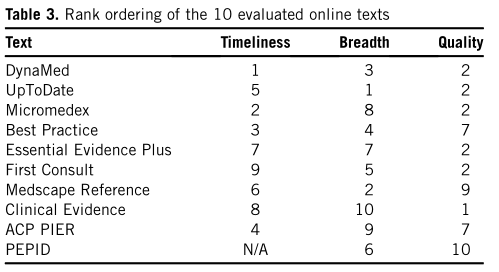 Table 3. Rank ordering of the 10 evaluated online texts
Text Timeliness Breadth Quality
DynaMed 1 3 2
UpToDate 5 1 2
Micromedex 2 8 2
Best Practice 3 4 7
Essential Evidence Plus 7 7 2
First Consult 9 5 2
Medscape Reference 6 2 9
Clinical Evidence 8 10 1
ACP PIER 4 9 7
PEPID N/A 6 10